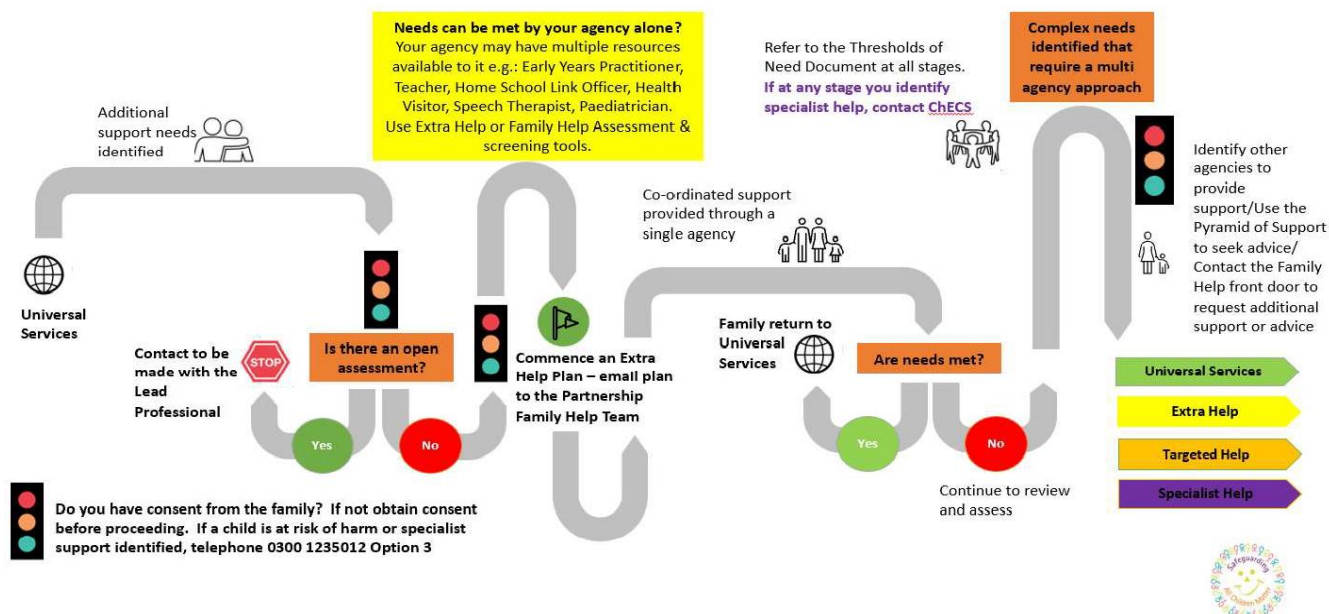 Additional
support needs
identified
Universal
Services
Needs can be met by your agency alone?
Your agency may have multiple resources
available to it e.g.: Early Years Practitioner,
Teacher, Home School Link Officer, Health
Visitor, Speech Therapist, Paediatrician.
Use Extra Help or Family Help Assessment &
screening tools.
Is there an open
assessment?
Contact to be
made with the
Lead
Professional
STOP
Yes
No
Commence an Extra
Help Plan – email plan
to the Partnership
Family Help Team
Co-ordinated support
provided through a
single agency
Refer to the Thresholds of
Need Document at all stages.
If at any stage you identify
specialist help, contact ChECS
Family return to
Universal
Services
Are needs met?
Yes
No
Continue to review
and assess
Complex needs
identified that
require a multi
agency approach
Identify other
agencies to
provide
support/Use the
Pyramid of Support
to seek advice/
Contact the Family
Help front door to
request additional
support or advice
Universal Services
Extra Help
Targeted Help
Specialist Help
Do you have consent from the family? If not obtain consent
before proceeding. If a child is at risk of harm or specialist
support identified, telephone 0300 1235012 Option 3
Safeguarding
All Children Matter